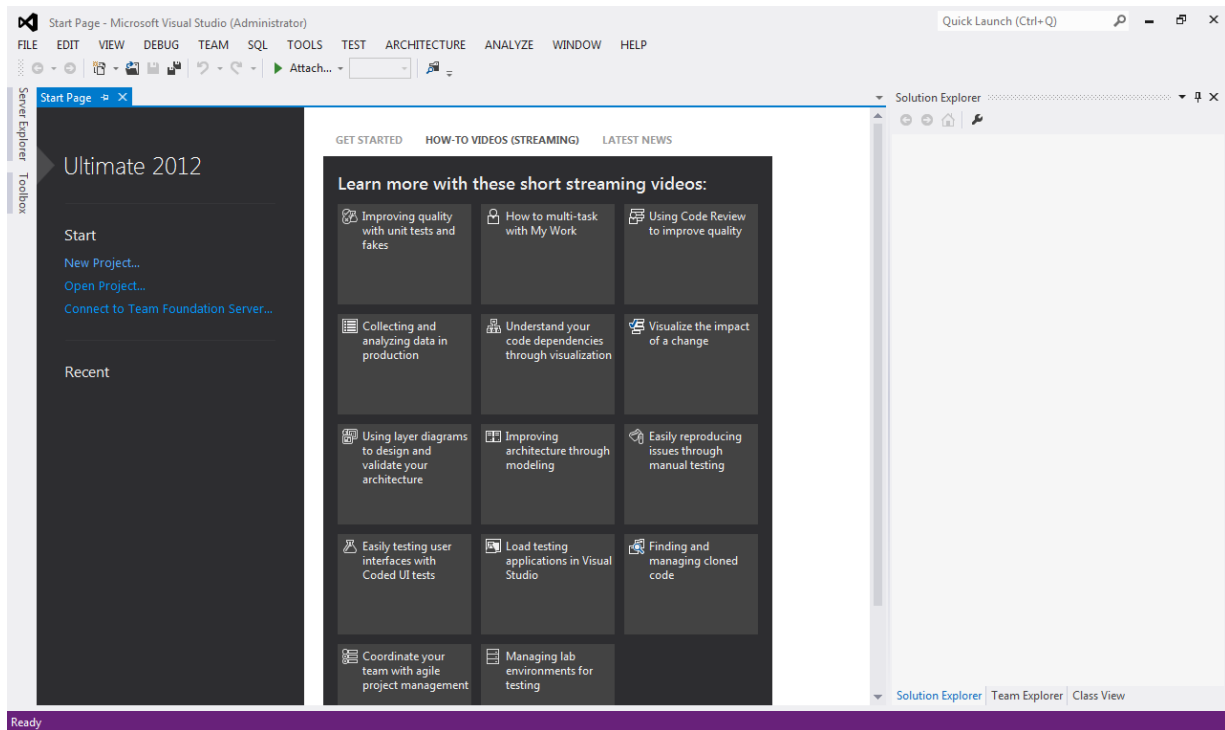 Start Page - Microsoft Visual Studio (Administrator)
Quick Launch (Ctrl+Q)
FILE EDIT VIEW DEBUG TEAM SQL TOOLS TEST ARCHITECTURE ANALYZE WINDOW HELP
Attach...
Server Explorer
Toolbox
Start Page
Ultimate 2012
Start
New Project...
Open Project...
Connect to Team Foundation Server...
Recent
GET STARTED HOW-TO VIDEOS (STREAMING) LATEST NEWS
Learn more with these short streaming videos:
Improving quality
with unit tests and
fakes
How to multi-task
with My Work
Using Code Review
to improve quality
Collecting and
analyzing data in
production
Understand your
code dependencies
through visualization
Visualize the impact
of a change
Using layer diagrams
to design and
validate your
architecture
Improving
architecture through
modeling
Easily reproducing
issues through
manual testing
Easily testing user
interfaces with
Coded UI tests
Load testing
applications in Visual
Studio
Finding and
managing cloned
code
Coordinate your
team with agile
project management
Managing lab
environments for
testing
Solution Explorer
Solution Explorer Team Explorer Class View
Ready